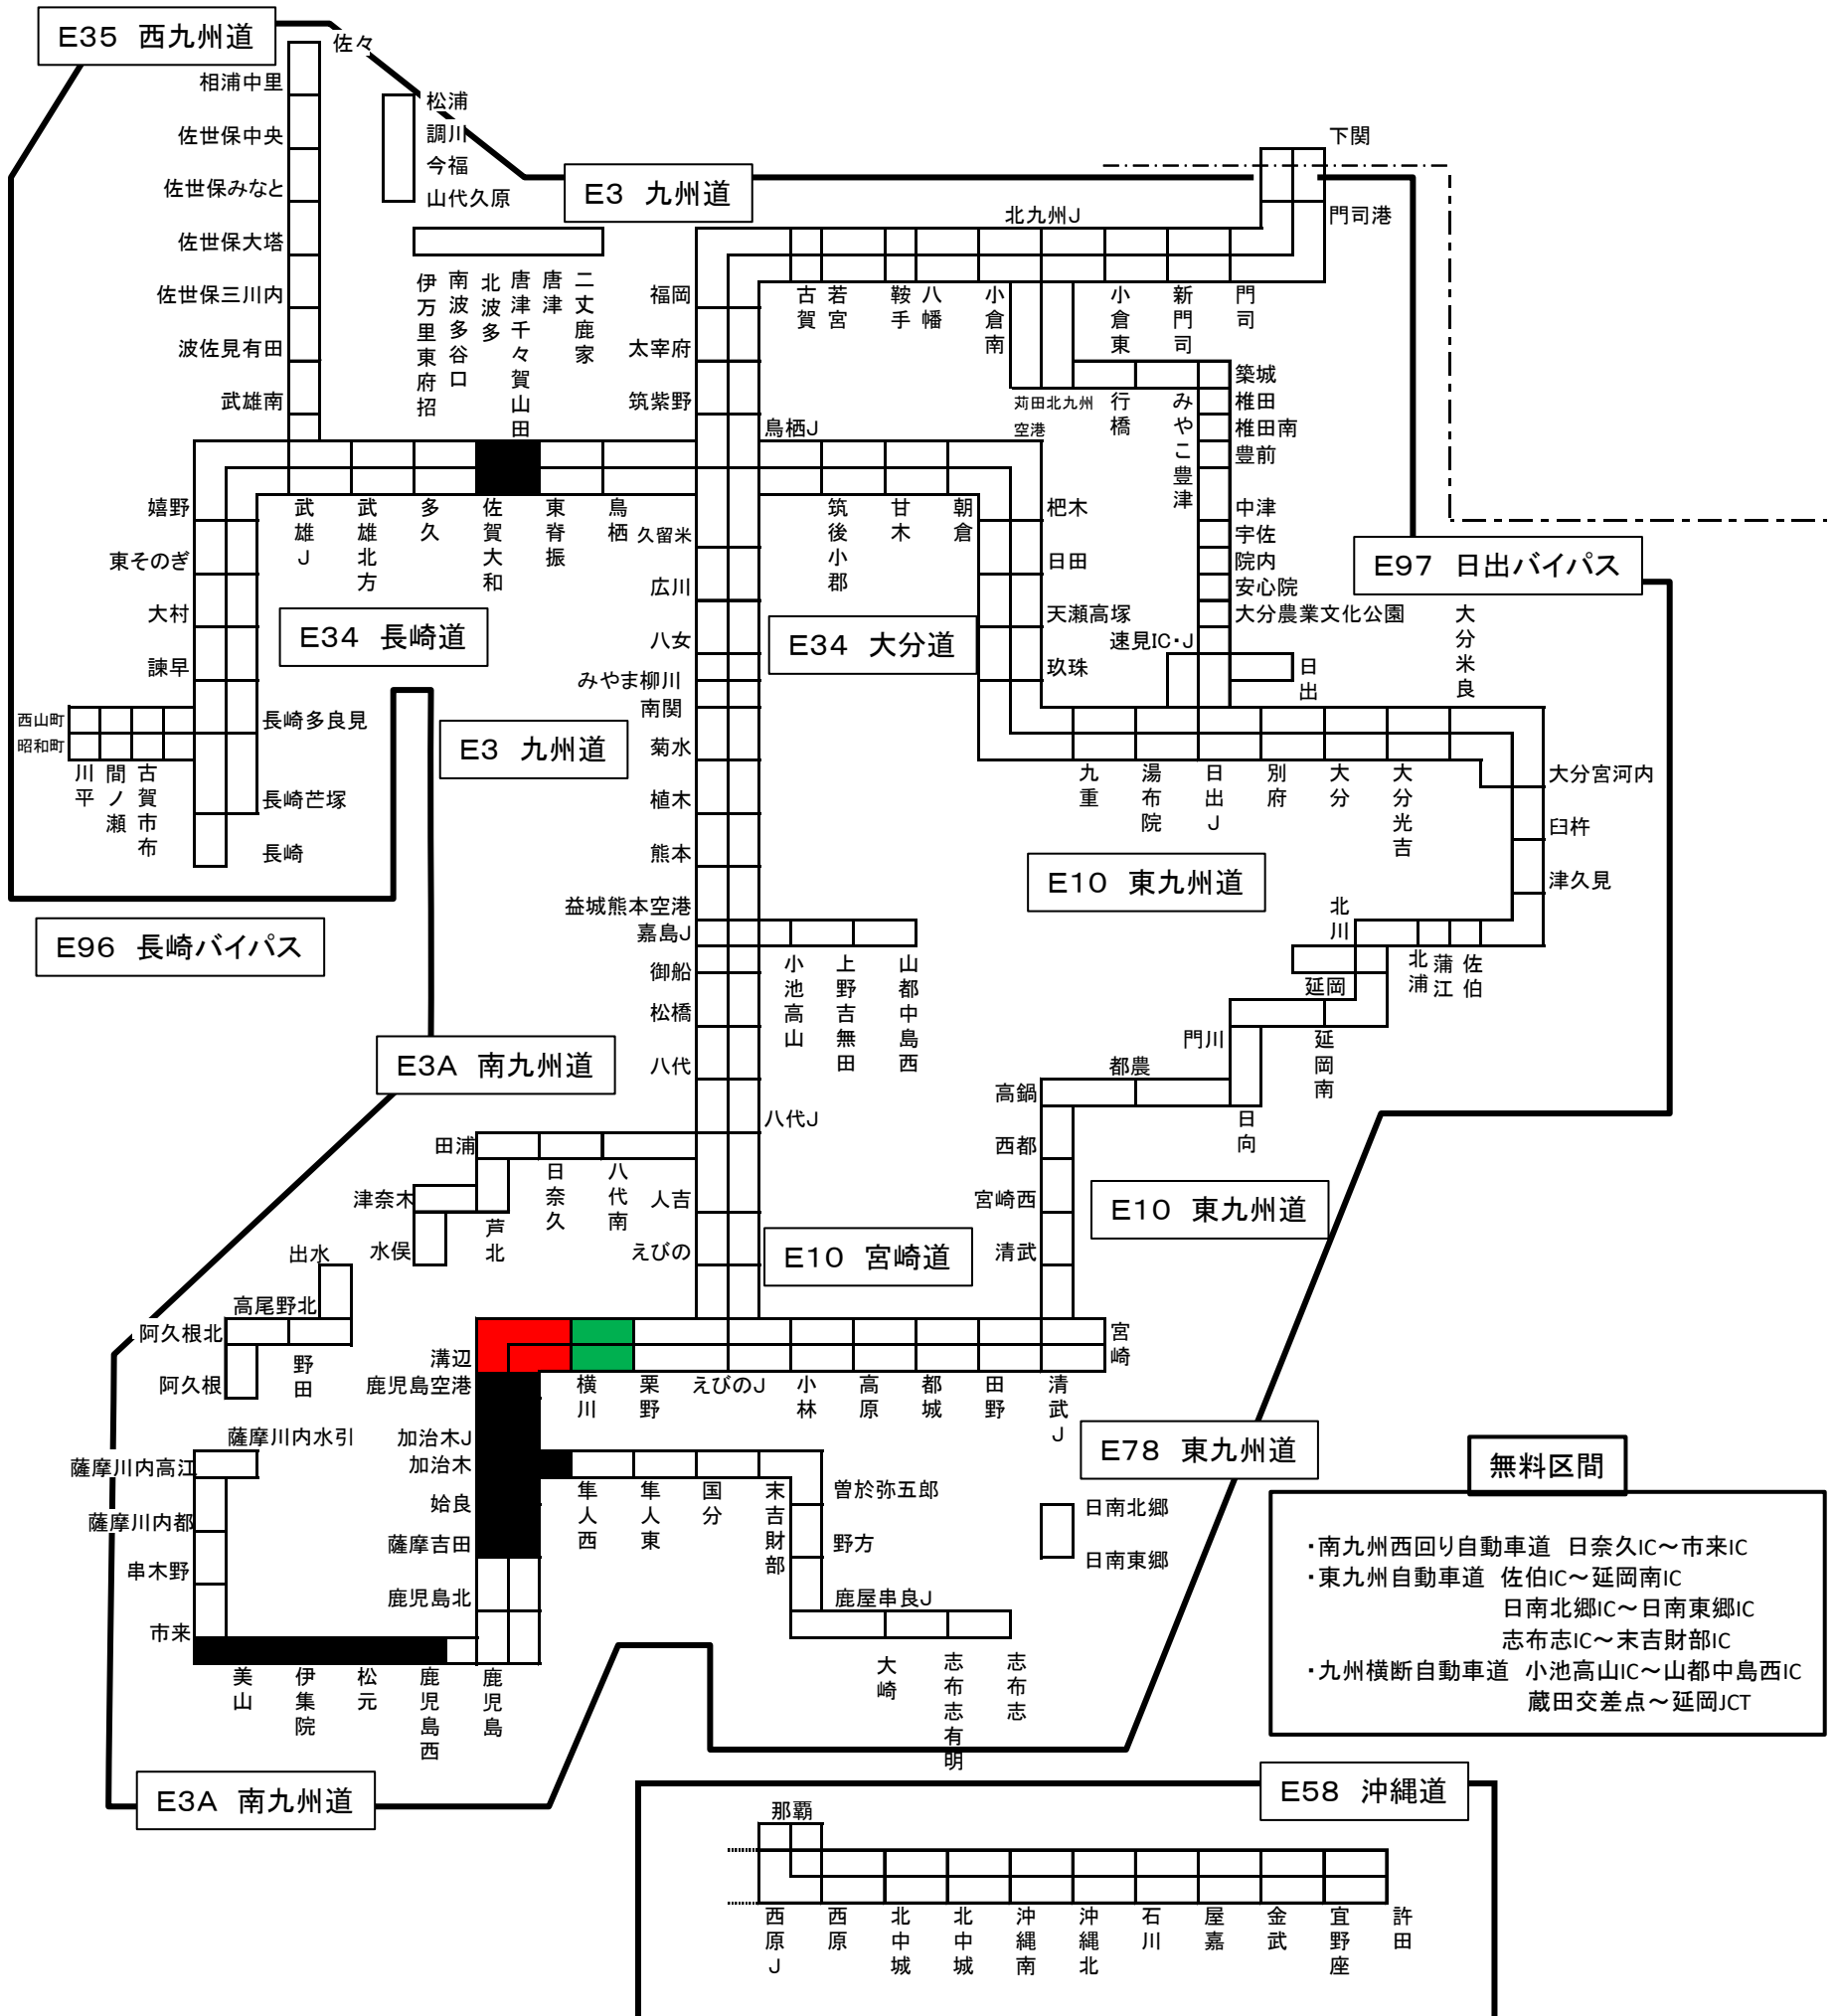 E35 西九州道
佐々
相浦中里
佐世保中央
佐世保みなと
佐世保大塔
佐世保三川内
波佐見有田
武雄南
松浦
調川
今福
山代久原
E3 九州道
下関
門司港
北九州J
伊万里東府招
南波多谷口
北波多
唐津千々賀山田
唐津
二丈鹿家
福岡
太宰府
筑紫野
古賀
若宮
鞍手
八幡
小倉南
小倉東
新門司
門司
苅田北九州
空港
行橋
みやこ豊津
築城
椎田
椎田南
豊前
中津
宇佐
院内
安心院
大分農業文化公園
速見IC・J
日出
E97 日出バイパス
鳥栖J
嬉野
東そのぎ
大村
諫早
武雄J
武雄北方
多久
佐賀大和
東脊振
鳥栖
久留米
広川
八女
みやま柳川
南関
菊水
植木
熊本
益城熊本空港
嘉島J
御船
松橋
八代
筑後小郡
甘木
朝倉
杷木
日田
天瀬高塚
玖珠
E34 長崎道
E34 大分道
大分米良
西山町
昭和町
長崎多良見
川平
間ノ瀬
古賀市布
長崎芒塚
長崎
E3 九州道
九重
湯布院
日出J
別府
大分
大分光吉
大分宮河内
臼杵
津久見
E10 東九州道
E96 長崎バイパス
小池高山
上野吉無田
山都中島西
北川
延岡
北浦
蒲江
佐伯
延岡南
門川
都農
高鍋
日向
西都
宮崎西
清武
E3A 南九州道
八代J
田浦
日奈久
八代南
津奈木
芦北
水俣
人吉
えびの
E10 宮崎道
E10 東九州道
出水
高尾野北
阿久根北
野田
阿久根
溝辺
鹿児島空港
横川
栗野
えびのJ
小林
高原
都城
田野
清武J
宮崎
薩摩川内水引
薩摩川内高江
薩摩川内都
串木野
市来
加治木J
加治木
姶良
薩摩吉田
鹿児島北
隼人西
隼人東
国分
末吉財部
曽於弥五郎
野方
鹿屋串良J
大崎
志布志有明
志布志
E78 東九州道
日南北郷
日南東郷
美山
伊集院
松元
鹿児島西
鹿児島
E3A 南九州道
無料区間
・南九州西回り自動車道 日奈久IC～市来IC
・東九州自動車道 佐伯IC～延岡南IC
日南北郷IC～日南東郷IC
志布志IC～末吉財部IC
・九州横断自動車道 小池高山IC～山都中島西IC
蔵田交差点～延岡JCT
E58 沖縄道
那覇
西原J
西原
北中城
北中城
沖縄南
沖縄北
石川
屋嘉
金武
宜野座
許田